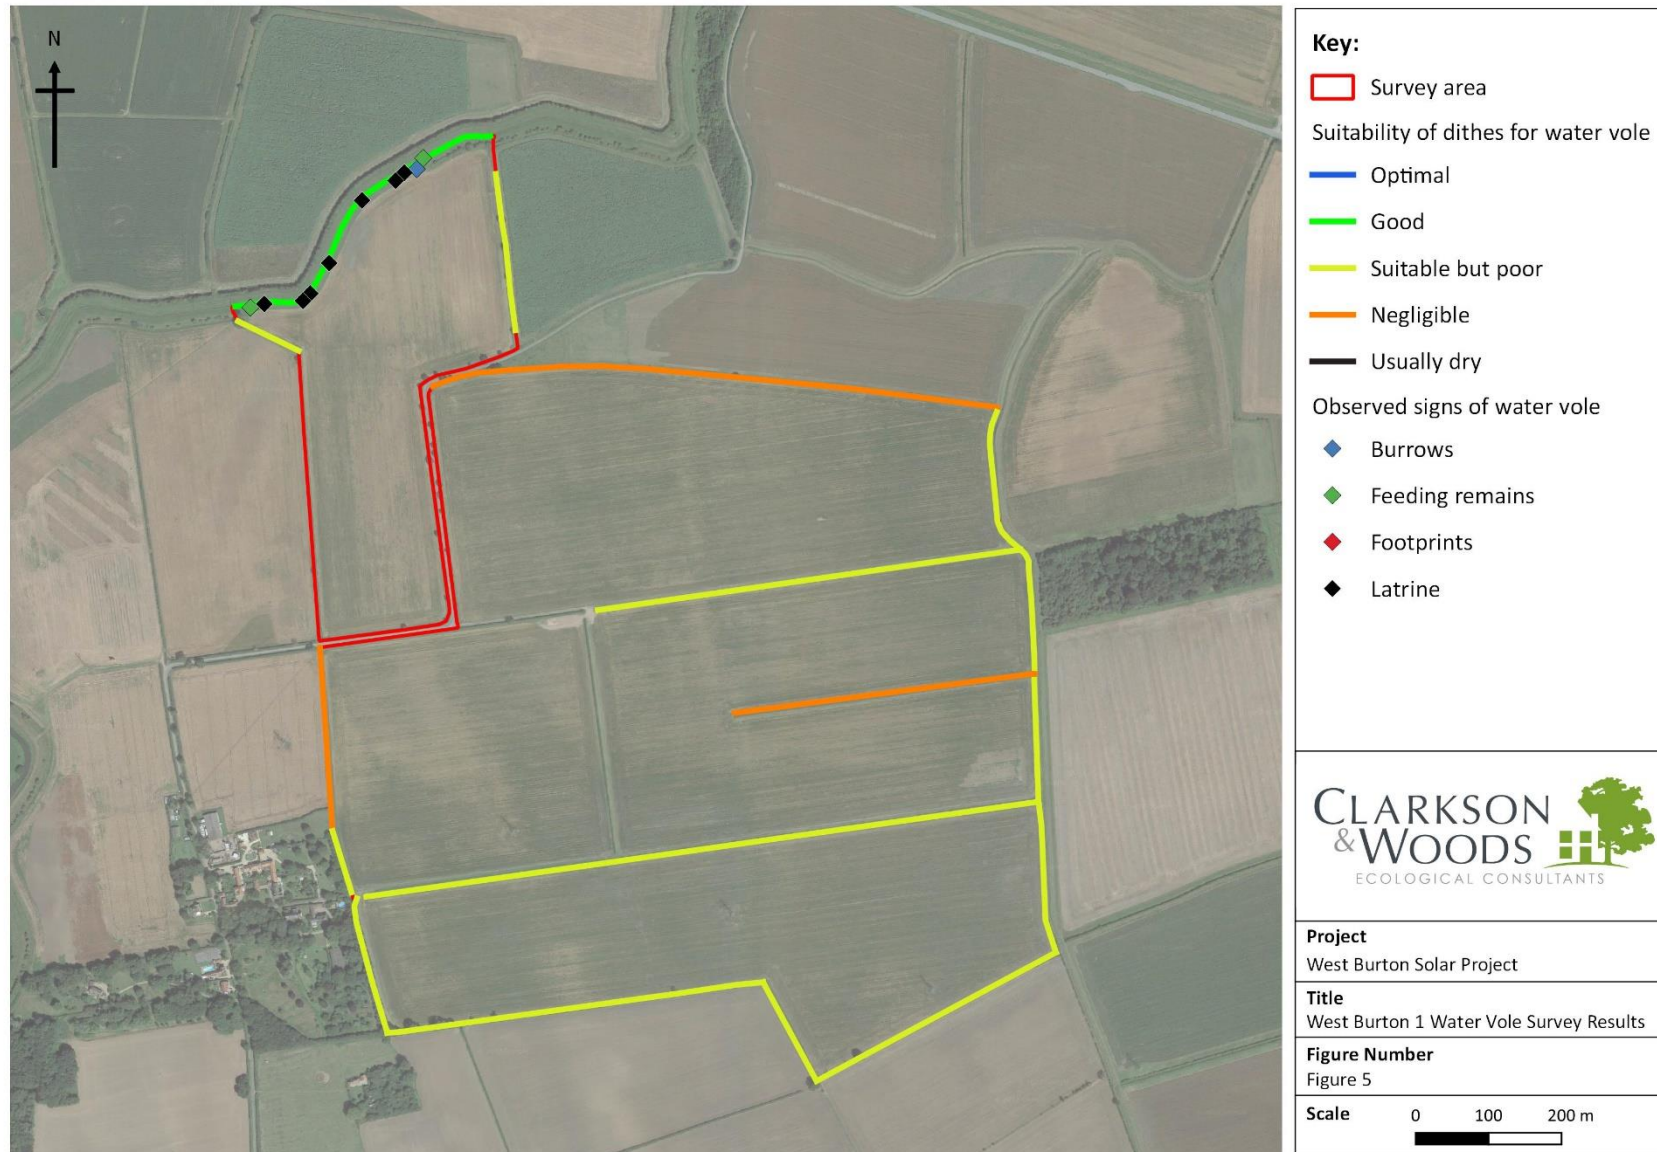 N
Key:
Survey area
Suitability of dithes for water vole
Optimal
Good
Suitable but poor
Negligible
Usually dry
Observed signs of water vole
Burrows
Feeding remains
Footprints
Latrine
CLARKSON
& WOODS
ECOLOGICAL CONSULTANTS
Project
West Burton Solar Project
Title
West Burton 1 Water Vole Survey Results
Figure Number
Figure 5
Scale 0 100 200 m